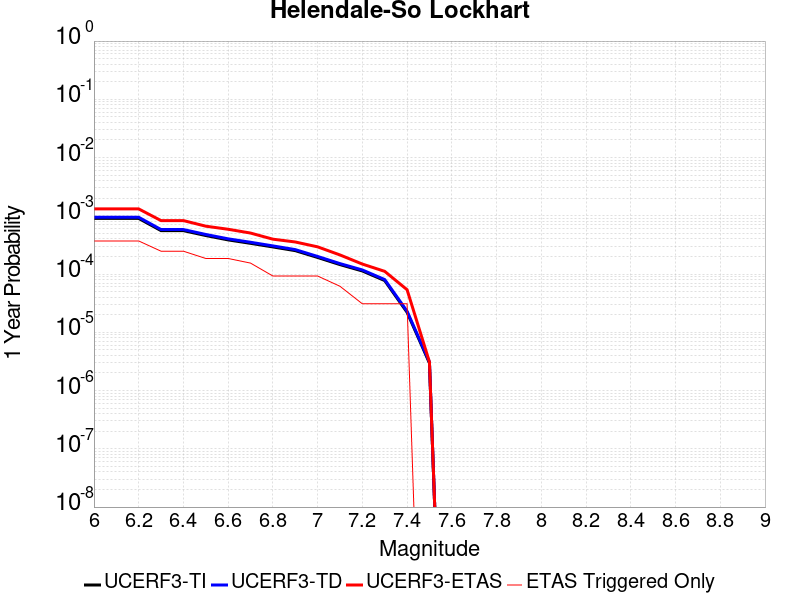 Helendale-So Lockhart
10^0
10^-1
10^-2
10^-3
10^-4
10^-5
10^-6
10^-7
10^-8
1 Year Probability
6 6.2 6.4 6.6 6.8 7 7.2 7.4 7.6 7.8 8 8.2 8.4 8.6 8.8 9
Magnitude
UCERF3-TI UCERF3-TD UCERF3-ETAS ETAS Triggered Only